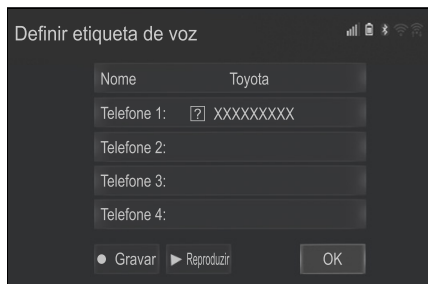 Definir etiqueta de voz
Nome Toyota
Telefone 1: ? XXXXXXXXX
Telefone 2:
Telefone 3:
Telefone 4:
● Gravar ▶ Reproduzir OK